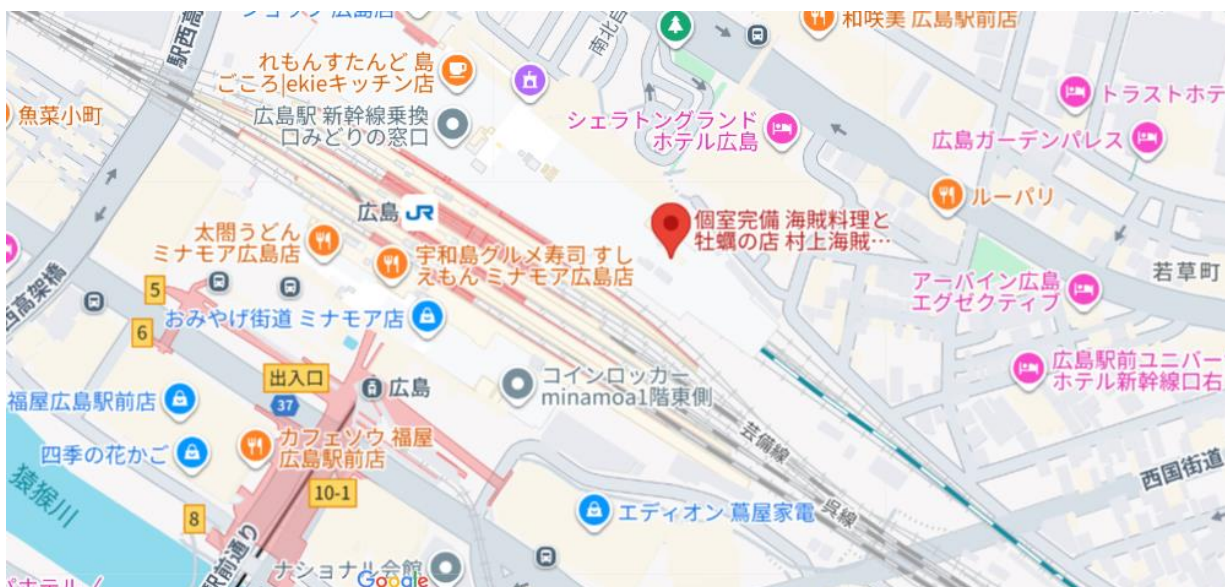 ショップ 広島店
駅西高
和咲美 広島駅前店
れもんすたんど 島
ごころ|ekieキッチン店
南北自
魚菜小町
広島駅 新幹線乗換
口みどりの窓口
シェラトングランド
ホテル広島
トラストホテ
広島ガーデンパレス
ルーパリ
広島 JR
個室完備 海賊料理と
牡蠣の店 村上海賊…
太閤うどん
ミナモア広島店
宇和島グルメ寿司 すし
えもん ミナモア広島店
若草町
アーバイン広島
エグゼクティブ
西高架橋
5
6
おみやげ街道 ミナモア店
広島駅前ユニバー
ホテル新幹線口右
出入口
37
広島
コインロッカー
minamoa1階東側
福屋広島駅前店
四季の花かご
カフェソウ 福屋
広島駅前店
芸備線
西国街道
猿猴川
10-1
8
エディオン 蔦屋家電
呉線
駅前通り
ナショナル会館
Google
パホテル